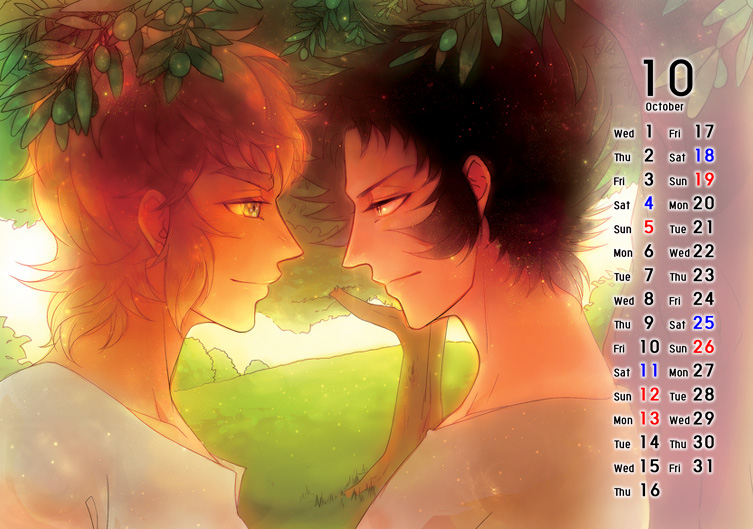 10
October
Wed 1 Fri 17
Thu 2 Sat 18
Fri 3 Sun 19
Sat 4 Mon 20
Sun 5 Tue 21
Mon 6 Wed 22
Tue 7 Thu 23
Wed 8 Fri 24
Thu 9 Sat 25
Fri 10 Sun 26
Sat 11 Mon 27
Sun 12 Tue 28
Mon 13 Wed 29
Tue 14 Thu 30
Wed 15 Fri 31
Thu 16